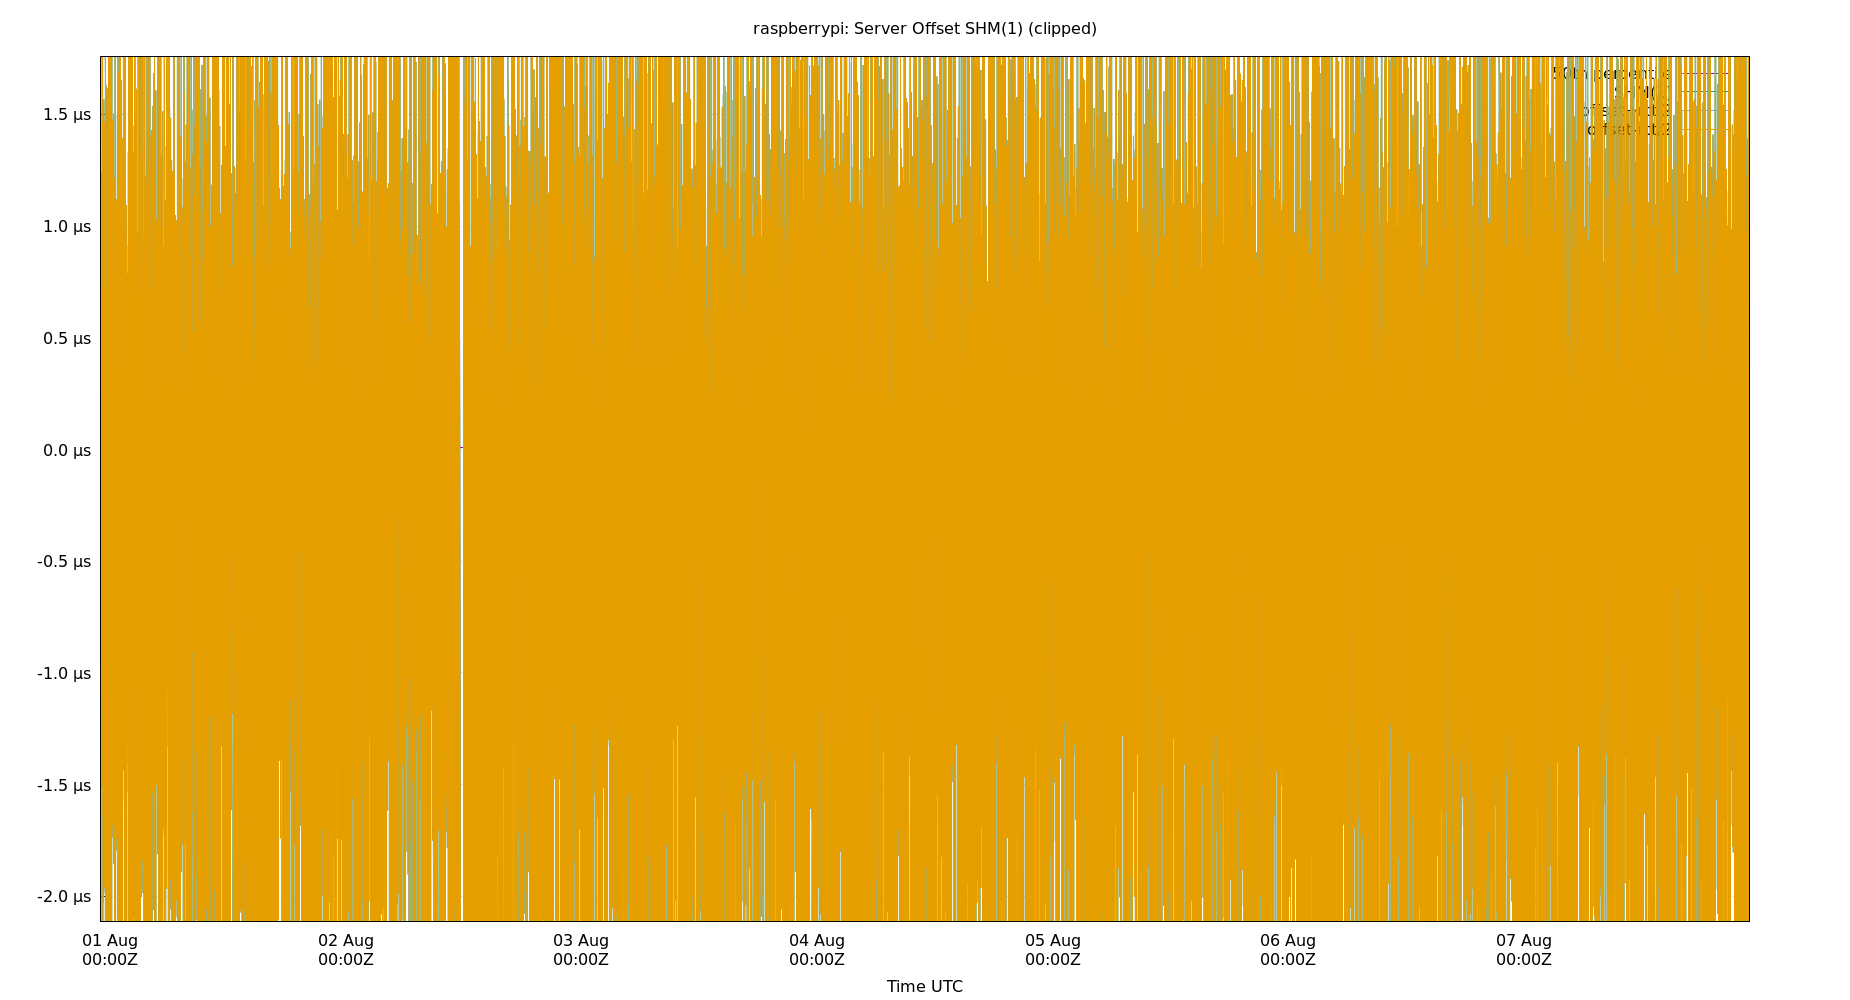 raspberrypi: Server Offset SHM(1) (clipped)
50th percentile
1.5 µs
1.0 µs
0.5 µs
0.0 µs
-0.5 µs
-1.0 µs
-1.5 µs
-2.0 µs
01 Aug 02 Aug 03 Aug 04 Aug 05 Aug 06 Aug 07 Aug
00:00Z 00:00Z 00:00Z 00:00Z 00:00Z 00:00Z 00:00Z
Time UTC